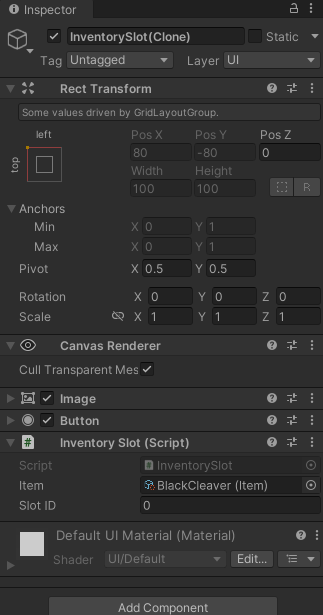 Inspector
InventorySlot(Clone) Static
Tag Untagged Layer UI
Rect Transform
Some values driven by GridLayoutGroup.
left Pos X Pos Y Pos Z
top 80 -80 0
Width Height
100 100 R
Anchors
Min X 0 Y 1
Max X 0 Y 1
Pivot X 0.5 Y 0.5
Rotation X 0 Y 0 Z 0
Scale X 1 Y 1 Z 1
Canvas Renderer
Cull Transparent Mes
Image
Button
# Inventory Slot (Script)
Script # InventorySlot
Item BlackCleaver (Item)
Slot ID 0
Default UI Material (Material)
Shader UI/Default Edit...
Add Component